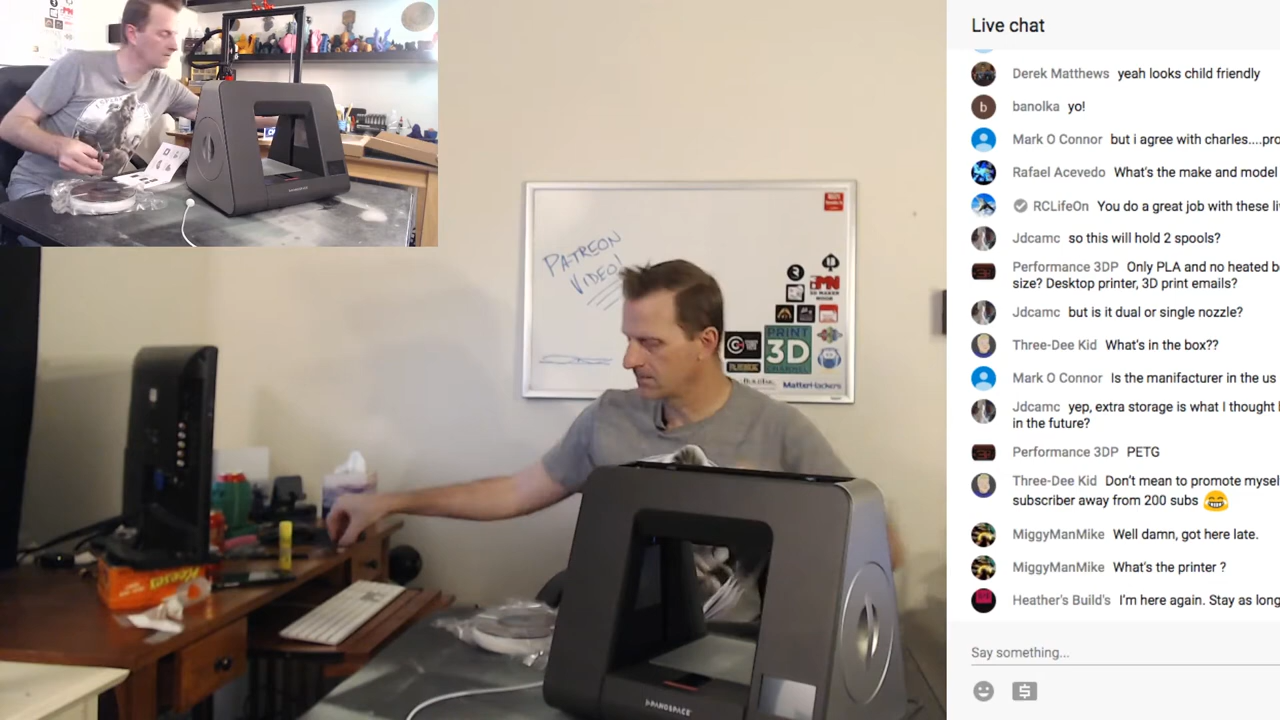 PATREON
VIDEO!
PRINT
3D
CHANNEL
MatterHackers
PANOSPACE
Live chat
Derek Matthews yeah looks child friendly
b banolka yo!
Mark O Connor but i agree with charles....pro
Rafael Acevedo What's the make and model
RCLifeOn You do a great job with these li
Jdcamc so this will hold 2 spools?
Performance 3DP Only PLA and no heated b
size? Desktop printer, 3D print emails?
Jdcamc but is it dual or single nozzle?
Three-Dee Kid What's in the box??
Mark O Connor Is the manifacturer in the us
Jdcamc yep, extra storage is what I thought
in the future?
Performance 3DP PETG
Three-Dee Kid Don't mean to promote myse
subscriber away from 200 subs 😂
MiggyManMike Well damn, got here late.
MiggyManMike What's the printer ?
Heather's Build's I'm here again. Stay as long
Say something...